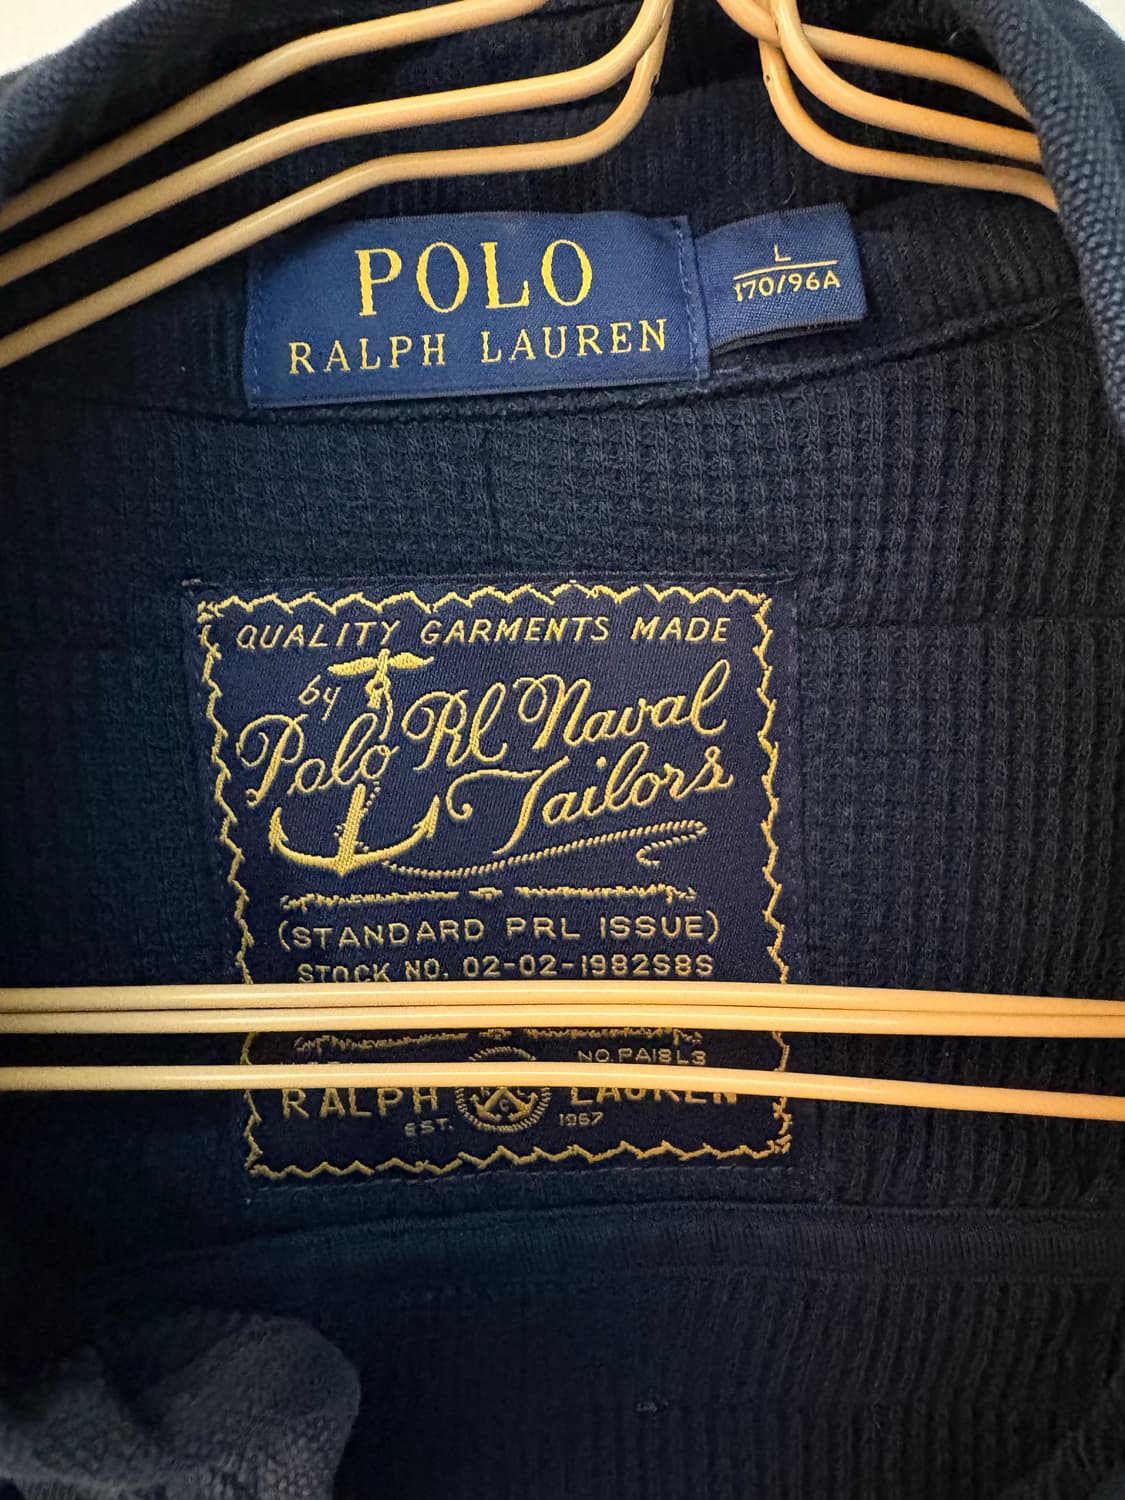 POLO
RALPH LAUREN
L
170/96A
QUALITY GARMENTS MADE
by
Polo Rl Naval
Tailors
(STANDARD PRL ISSUE)
STOCK NO. 02-02-1982S8S
NO.PA18L3
RALPH LAUREN
EST. 1967